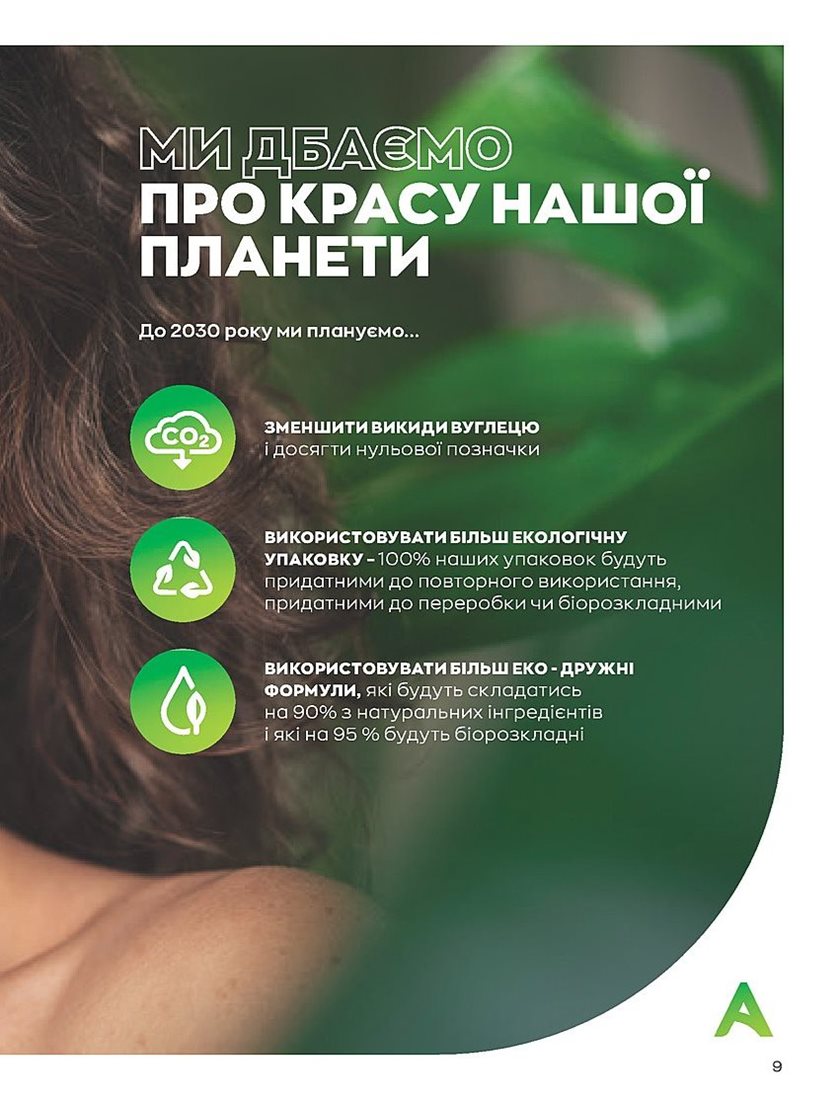 МИ ДБАЄМО
ПРО КРАСУ НАШОЇ
ПЛАНЕТИ
До 2030 року ми плануємо...
CO2
ЗМЕНШИТИ ВИКИДИ ВУГЛЕЦЮ
і досягти нульової позначки
ВИКОРИСТОВУВАТИ БІЛЬШ ЕКОЛОГІЧНУ
УПАКОВКУ – 100% наших упаковок будуть
придатними до повторного використання,
придатними до переробки чи біорозкладними
ВИКОРИСТОВУВАТИ БІЛЬШ ЕКО - ДРУЖНІ
ФОРМУЛИ, які будуть складатись
на 90% з натуральних інгредієнтів
і які на 95 % будуть біорозкладні
A
9